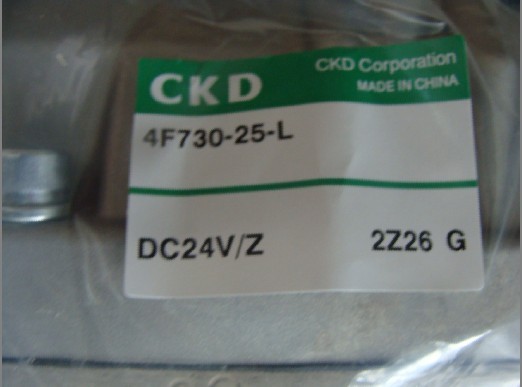 CKD
CKD Corporation
MADE IN CHINA
4F730-25-L
DC24V/Z 2Z26 G